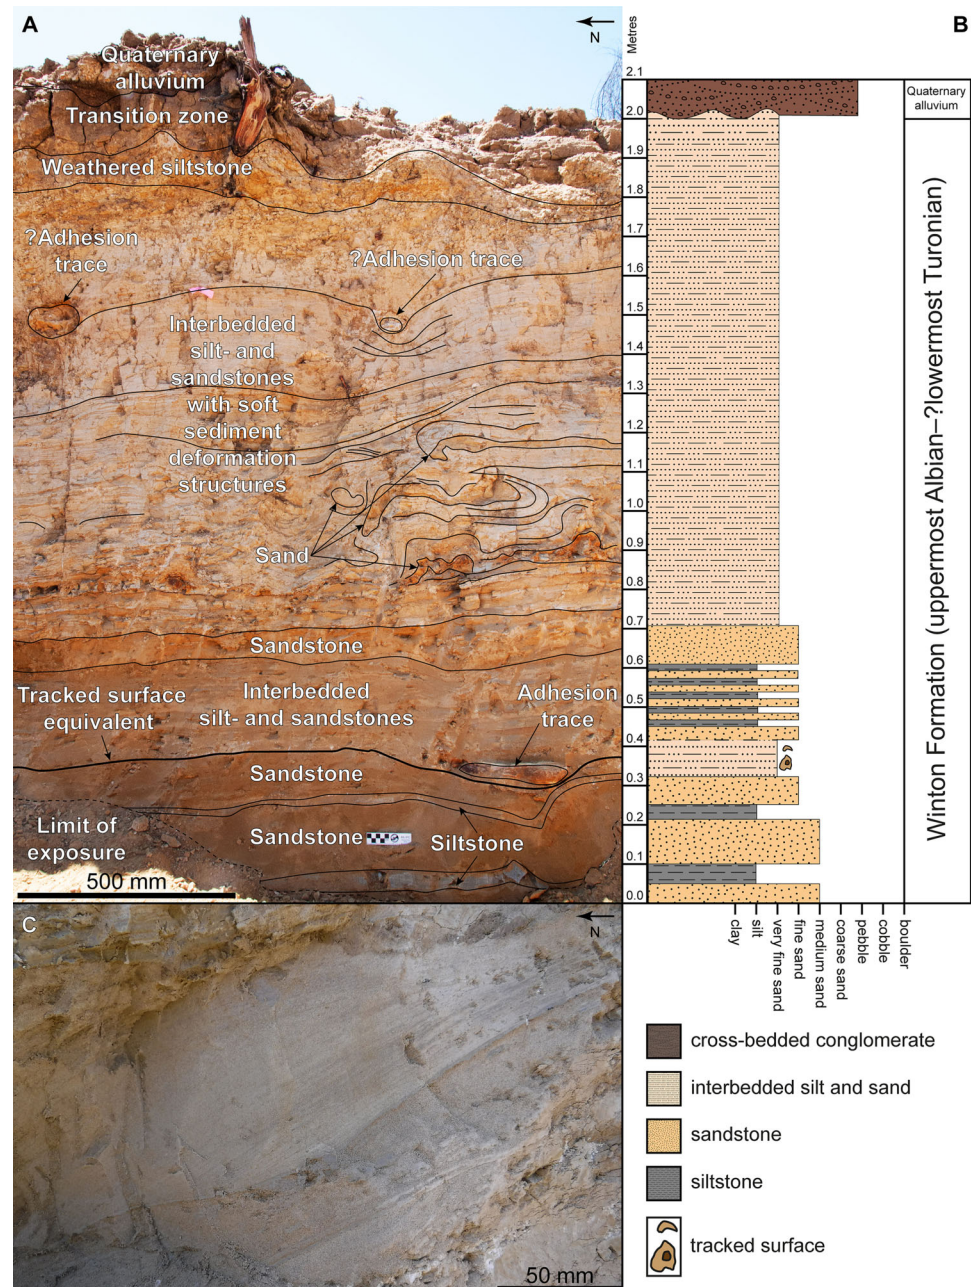 A
N
Quaternary
alluvium
Transition zone
Weathered siltstone
?Adhesion
trace
?Adhesion trace
Interbedded
silt- and
sandstones
with soft
sediment
deformation
structures
Sand
Sandstone
Tracked surface
equivalent
Interbedded
silt- and sandstones
Adhesion
trace
Sandstone
Limit of
exposure
Sandstone
Siltstone
500 mm
B
Metres
2.1
2.0
1.9
1.8
1.7
1.6
1.5
1.4
1.3
1.2
1.1
1.0
0.9
0.8
0.7
0.6
0.5
0.4
0.3
0.2
0.1
0.0
Quaternary
alluvium
Winton Formation (uppermost Albian–?lowermost Turonian)
clay
silt
very fine sand
fine sand
medium sand
coarse sand
pebble
cobble
boulder
cross-bedded conglomerate
interbedded silt and sand
sandstone
siltstone
tracked surface
C
N
50 mm